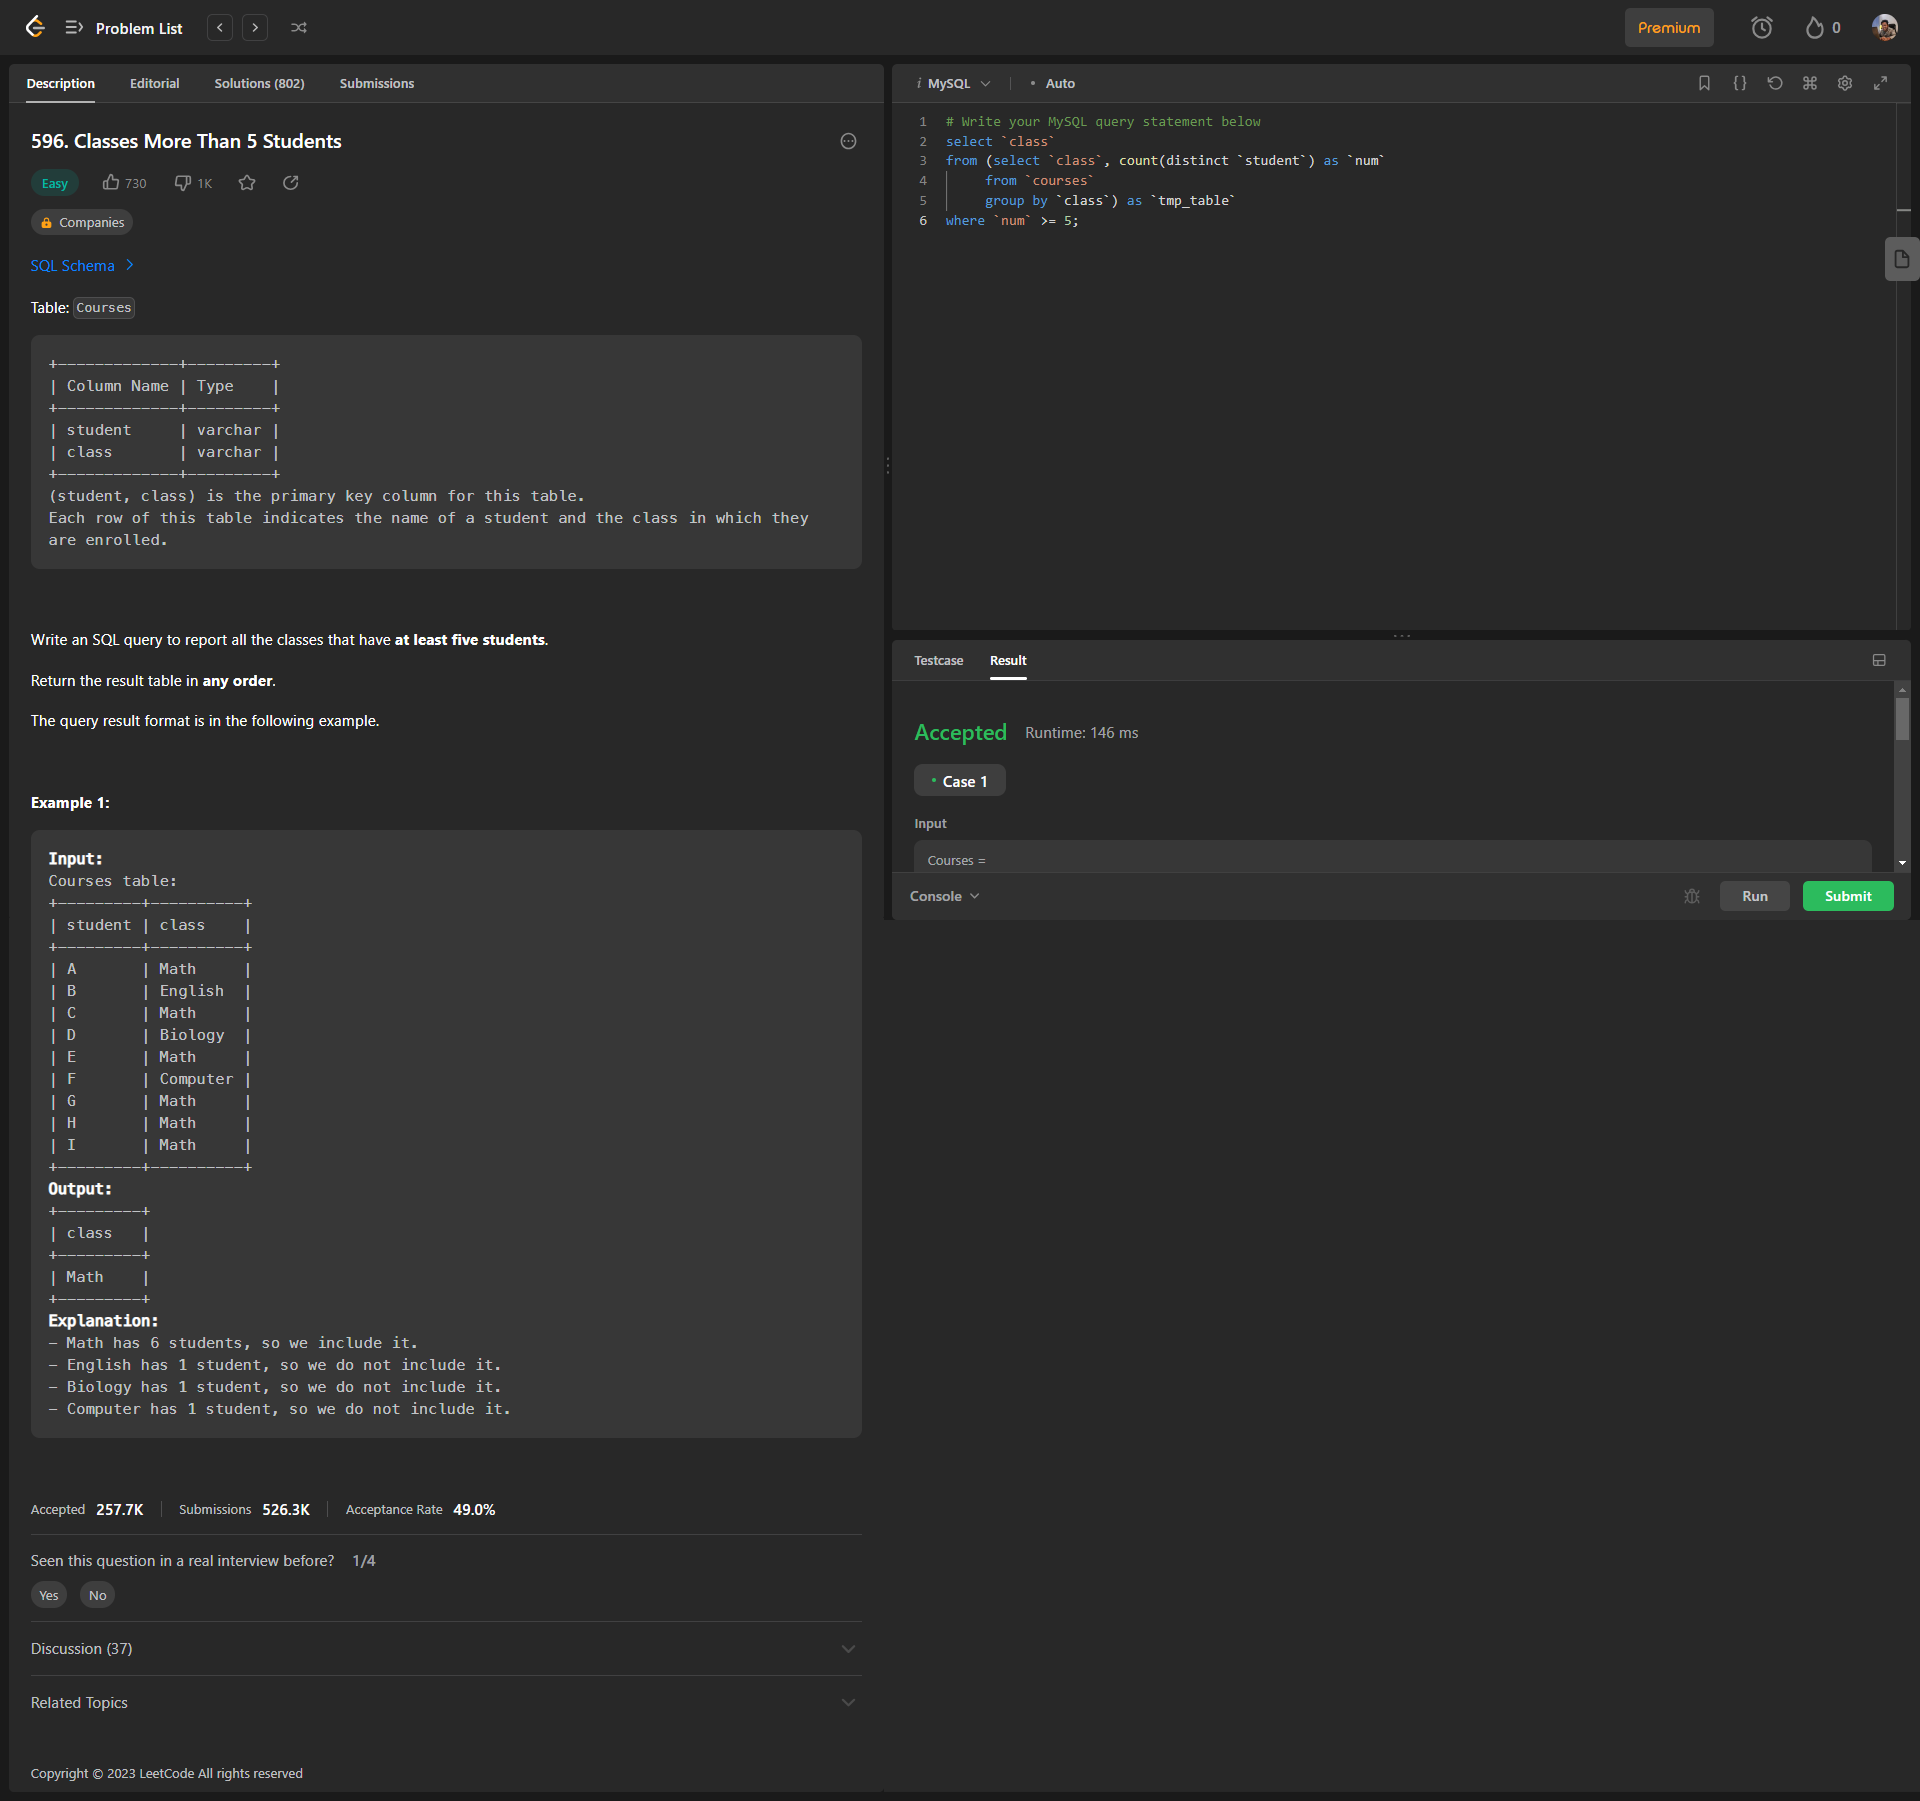 Problem List
Premium
0
Description Editorial Solutions (802) Submissions
596. Classes More Than 5 Students
Easy 730 1K
Companies
SQL Schema
Table: Courses
+-------------+---------+
| Column Name | Type    |
+-------------+---------+
| student     | varchar |
| class       | varchar |
+-------------+---------+
(student, class) is the primary key column for this table.
Each row of this table indicates the name of a student and the class in which they
are enrolled.
Write an SQL query to report all the classes that have at least five students.
Return the result table in any order.
The query result format is in the following example.
Example 1:
Input:
Courses table:
+---------+----------+
| student | class    |
+---------+----------+
| A       | Math     |
| B       | English  |
| C       | Math     |
| D       | Biology  |
| E       | Math     |
| F       | Computer |
| G       | Math     |
| H       | Math     |
| I       | Math     |
+---------+----------+
Output:
+---------+
| class   |
+---------+
| Math    |
+---------+
Explanation:
- Math has 6 students, so we include it.
- English has 1 student, so we do not include it.
- Biology has 1 student, so we do not include it.
- Computer has 1 student, so we do not include it.
Accepted 257.7K Submissions 526.3K Acceptance Rate 49.0%
Seen this question in a real interview before? 1/4
Yes No
Discussion (37)
Related Topics
Copyright © 2023 LeetCode All rights reserved
i MySQL • Auto
1 # Write your MySQL query statement below
2 select `class`
3 from (select `class`, count(distinct `student`) as `num`
4      from `courses`
5      group by `class`) as `tmp_table`
6 where `num` >= 5;
Testcase Result
Accepted Runtime: 146 ms
• Case 1
Input
Courses =
Console Run Submit